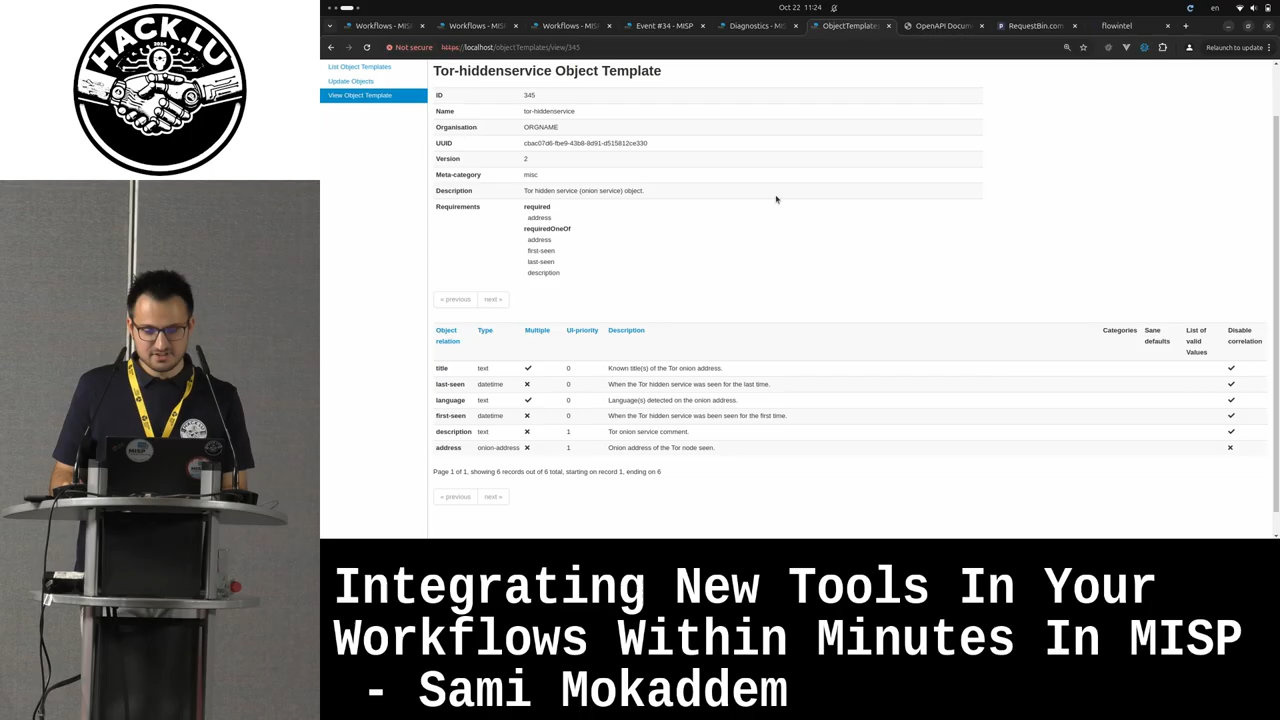 HACK.LU
2024
Oct 22 11:24
en
Workflows - MISP
Workflows - MISP
Workflows - MISP
Event #34 - MISP
Diagnostics - MIS
ObjectTemplates
OpenAPI Docum
RequestBin.com
flowintel
Not secure https://localhost/objectTemplates/view/345
Relaunch to update
List Object Templates
Update Objects
View Object Template
Tor-hiddenservice Object Template
ID 345
Name tor-hiddenservice
Organisation ORGNAME
UUID cbac07d6-fbe9-43b8-8d91-d515812ce330
Version 2
Meta-category misc
Description Tor hidden service (onion service) object.
Requirements required
address
requiredOneOf
address
first-seen
last-seen
description
« previous next »
Object relation Type Multiple UI-priority Description Categories Sane defaults List of valid Values Disable correlation
title text 0 Known title(s) of the Tor onion address.
last-seen datetime 0 When the Tor hidden service was seen for the last time.
language text 0 Language(s) detected on the onion address.
first-seen datetime 0 When the Tor hidden service was been seen for the first time.
description text 1 Tor onion service comment.
address onion-address 1 Onion address of the Tor node seen.
Page 1 of 1, showing 6 records out of 6 total, starting on record 1, ending on 6
« previous next »
MISP
Integrating New Tools In Your
Workflows Within Minutes In MISP
- Sami Mokaddem